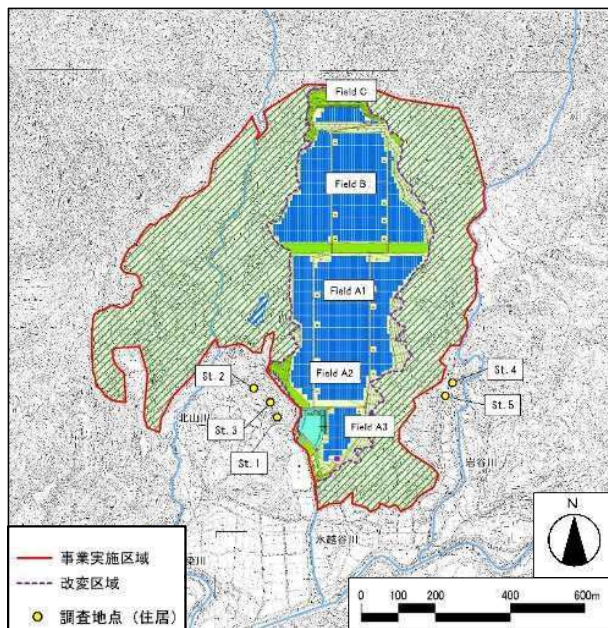 Field C
Field B
Field A1
Field A2
Field A3
St. 2
St. 3
St. 1
St. 4
St. 5
北山川
岩谷川
水越谷川
N
事業実施区域
改変区域
調査地点（住居）
0 100 200 400 600m